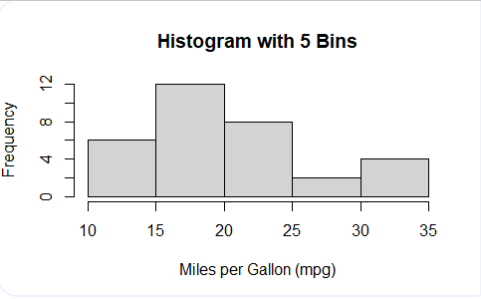 Histogram with 5 Bins
Frequency
12
8
4
0
10 15 20 25 30 35
Miles per Gallon (mpg)